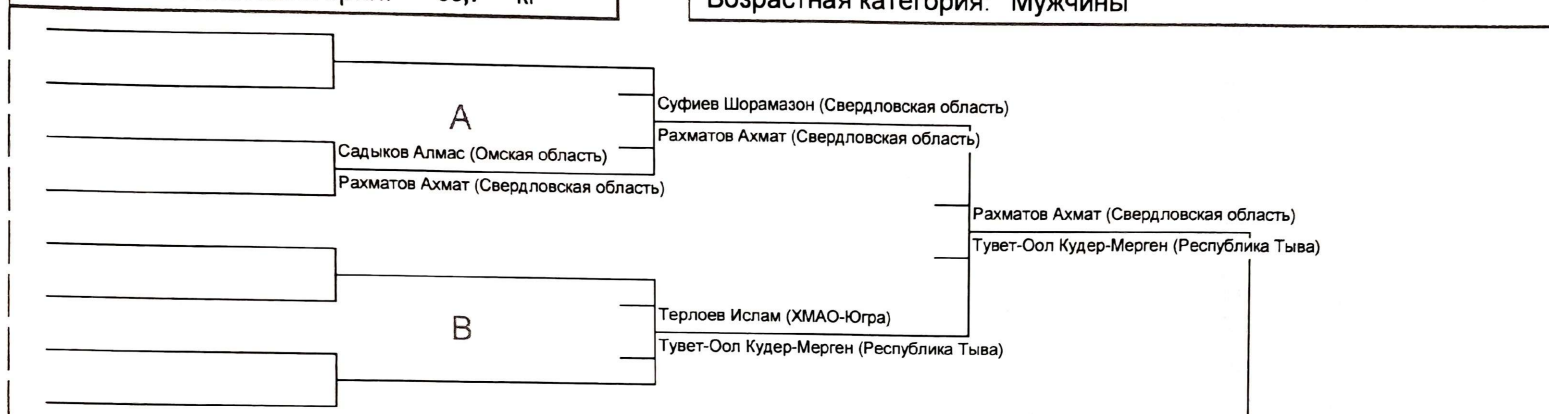 кг
Возрастная категория: Мужчины
A
Суфиев Шорамазон (Свердловская область)
Рахматов Ахмат (Свердловская область)
Садыков Алмас (Омская область)
Рахматов Ахмат (Свердловская область)
Рахматов Ахмат (Свердловская область)
Тувет-Оол Кудер-Мерген (Республика Тыва)
B
Терлоев Ислам (ХМАО-Югра)
Тувет-Оол Кудер-Мерген (Республика Тыва)